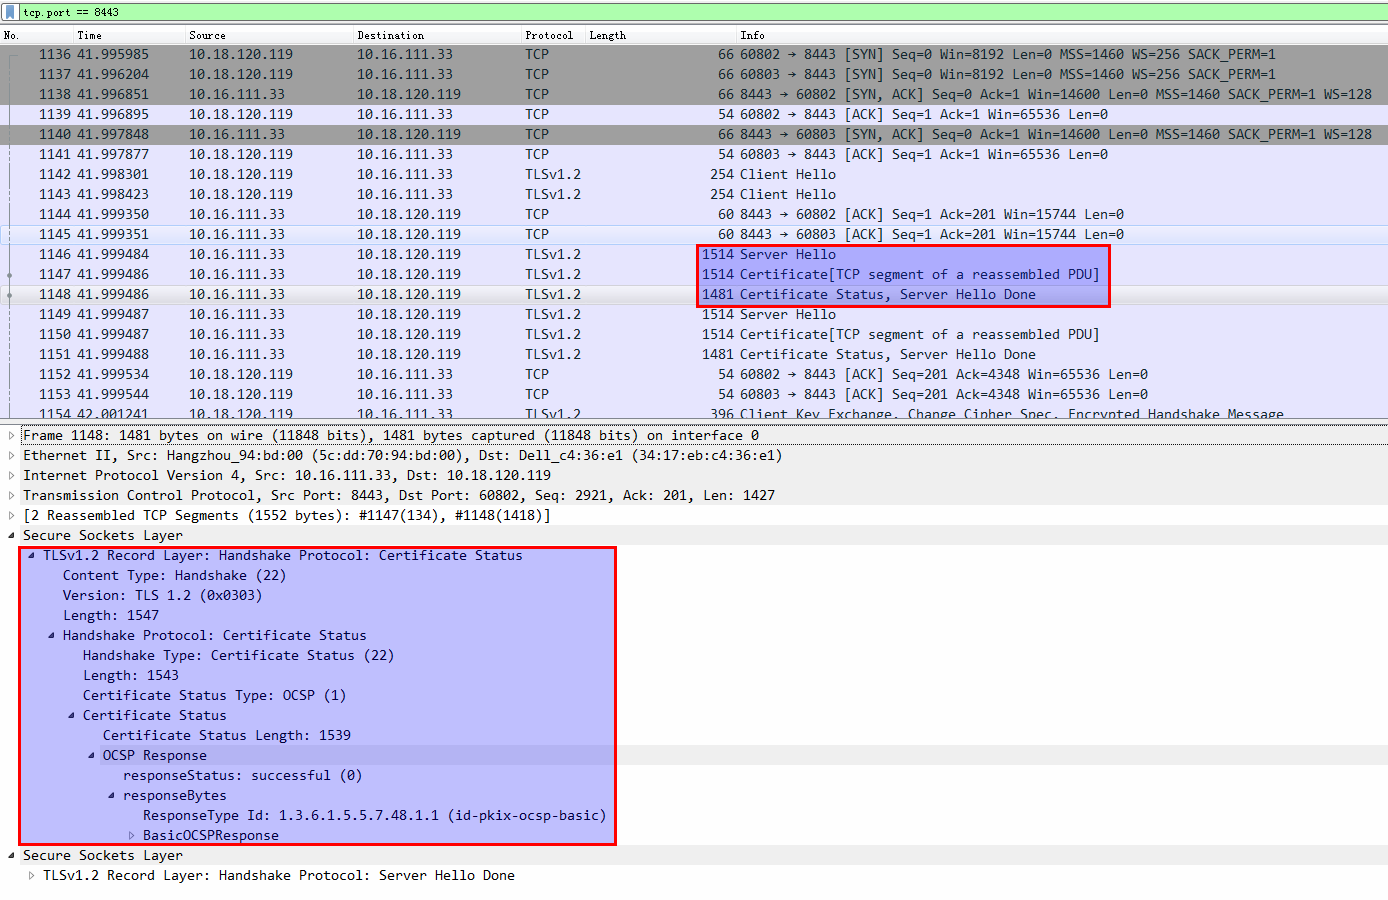 tcp.port == 8443
No. Time Source Destination Protocol Length Info
1136 41.995985 10.18.120.119 10.16.111.33 TCP 66 60802 → 8443 [SYN] Seq=0 Win=8192 Len=0 MSS=1460 WS=256 SACK_PERM=1
1137 41.996204 10.18.120.119 10.16.111.33 TCP 66 60803 → 8443 [SYN] Seq=0 Win=8192 Len=0 MSS=1460 WS=256 SACK_PERM=1
1138 41.996851 10.16.111.33 10.18.120.119 TCP 66 8443 → 60802 [SYN, ACK] Seq=0 Ack=1 Win=14600 Len=0 MSS=1460 SACK_PERM=1 WS=128
1139 41.996895 10.18.120.119 10.16.111.33 TCP 54 60802 → 8443 [ACK] Seq=1 Ack=1 Win=65536 Len=0
1140 41.997848 10.16.111.33 10.18.120.119 TCP 66 8443 → 60803 [SYN, ACK] Seq=0 Ack=1 Win=14600 Len=0 MSS=1460 SACK_PERM=1 WS=128
1141 41.997877 10.18.120.119 10.16.111.33 TCP 54 60803 → 8443 [ACK] Seq=1 Ack=1 Win=65536 Len=0
1142 41.998301 10.18.120.119 10.16.111.33 TLSv1.2 254 Client Hello
1143 41.998423 10.18.120.119 10.16.111.33 TLSv1.2 254 Client Hello
1144 41.999350 10.16.111.33 10.18.120.119 TCP 60 8443 → 60802 [ACK] Seq=1 Ack=201 Win=15744 Len=0
1145 41.999351 10.16.111.33 10.18.120.119 TCP 60 8443 → 60803 [ACK] Seq=1 Ack=201 Win=15744 Len=0
1146 41.999484 10.16.111.33 10.18.120.119 TLSv1.2 1514 Server Hello
1147 41.999486 10.16.111.33 10.18.120.119 TLSv1.2 1514 Certificate[TCP segment of a reassembled PDU]
1148 41.999486 10.16.111.33 10.18.120.119 TLSv1.2 1481 Certificate Status, Server Hello Done
1149 41.999487 10.16.111.33 10.18.120.119 TLSv1.2 1514 Server Hello
1150 41.999487 10.16.111.33 10.18.120.119 TLSv1.2 1514 Certificate[TCP segment of a reassembled PDU]
1151 41.999488 10.16.111.33 10.18.120.119 TLSv1.2 1481 Certificate Status, Server Hello Done
1152 41.999534 10.18.120.119 10.16.111.33 TCP 54 60802 → 8443 [ACK] Seq=201 Ack=4348 Win=65536 Len=0
1153 41.999544 10.18.120.119 10.16.111.33 TCP 54 60803 → 8443 [ACK] Seq=201 Ack=4348 Win=65536 Len=0
1154 42.001241 10.18.120.119 10.16.111.33 TLSv1.2 396 Client Key Exchange, Change Cipher Spec, Encrypted Handshake Message
Frame 1148: 1481 bytes on wire (11848 bits), 1481 bytes captured (11848 bits) on interface 0
Ethernet II, Src: Hangzhou_94:bd:00 (5c:dd:70:94:bd:00), Dst: Dell_c4:36:e1 (34:17:eb:c4:36:e1)
Internet Protocol Version 4, Src: 10.16.111.33, Dst: 10.18.120.119
Transmission Control Protocol, Src Port: 8443, Dst Port: 60802, Seq: 2921, Ack: 201, Len: 1427
[2 Reassembled TCP Segments (1552 bytes): #1147(134), #1148(1418)]
Secure Sockets Layer
TLSv1.2 Record Layer: Handshake Protocol: Certificate Status
Content Type: Handshake (22)
Version: TLS 1.2 (0x0303)
Length: 1547
Handshake Protocol: Certificate Status
Handshake Type: Certificate Status (22)
Length: 1543
Certificate Status Type: OCSP (1)
Certificate Status
Certificate Status Length: 1539
OCSP Response
responseStatus: successful (0)
responseBytes
ResponseType Id: 1.3.6.1.5.5.7.48.1.1 (id-pkix-ocsp-basic)
BasicOCSPResponse
Secure Sockets Layer
TLSv1.2 Record Layer: Handshake Protocol: Server Hello Done